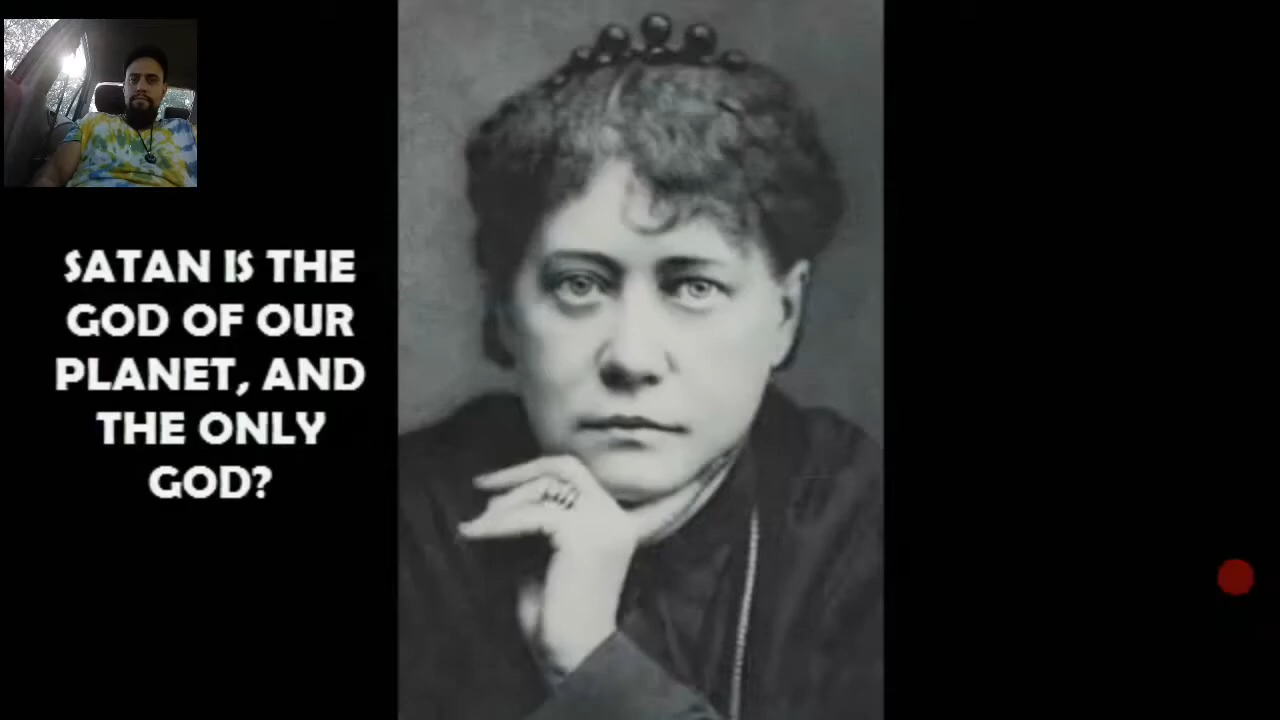 SATAN IS THE
GOD OF OUR
PLANET, AND
THE ONLY
GOD?